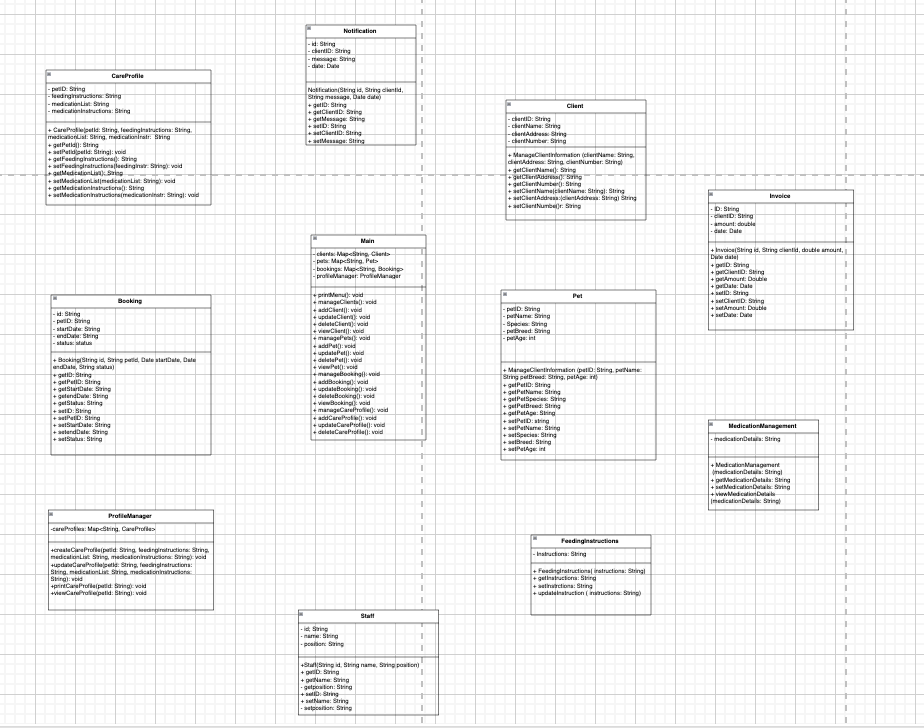 Notification
- id: String
- clientID: String
- message: String
- date: Date
Notification(String id, String clientId,
String message, Date date)
+ getID: String
+ getClientID: String
+ getMessage: String
+ setID: String
+ setClientID: String
+ setMessage: String
CareProfile
- petID: String
- feedingInstructions: String
- medicationList: String
- medicationInstructions: String
+ CareProfile(petId: String, feedingInstructions: String,
medicationList: String, medicationInstr: String
+ getPetId(): String
+ setPetId(petId: String): void
+ getFeedingInstructions(): String
+ setFeedingInstructions(feedingInstr: String): void
+ getMedicationList(): String
+ setMedicationList(medicationList: String): void
+ getMedicationInstructions(): String
+ setMedicationInstructions(medicationInstr: String): void
Client
- clientID: String
- clientName: String
- clientAddress: String
- clientNumber: String
+ ManageClientInformation (clientName: String,
clientAddress: String, clientNumber: String)
+ getClientName(): String
+ getClientAddress(): String
+ getClientNumber(): String
+ setClientName(clientName: String): String
+ setClientAddress:(clientAddress: String) String
+ setClientNumbe()r: String
Invoice
- ID: String
- clientID: String
- amount: double
- date: Date
+ Invoice(String id, String clientId, double amount,
Date date)
+ getID: String
+ getClientID: String
+ getAmount: Double
+ getDate: Date
+ setID: String
+ setClientID: String
+ setAmount: Double
+ setDate: Date
Main
- clients: Map<String, Client>
- pets: Map<String, Pet>
- bookings: Map<String, Booking>
- profileManager: ProfileManager
+ printMenu(): void
+ manageClients(): void
+ addClient(): void
+ updateClient(): void
+ deleteClient(): void
+ viewClient(): void
+ managePets(): void
+ addPet(): void
+ updatePet(): void
+ deletePet(): void
+ viewPet(): void
+ manageBooking(): void
+ addBooking(): void
+ updateBooking(): void
+ deleteBooking(): void
+ viewBooking(): void
+ manageCareProfile(): void
+ addCareProfile(): void
+ updateCareProfile(): void
+ deleteCareProfile(): void
Booking
- id: String
- petID: String
- startDate: String
- endDate: String
- status: status
+ Booking(String id, String petId, Date startDate, Date
endDate, String status)
+ getID: String
+ getPetID: String
+ getStartDate: String
+ getendDate: String
+ getStatus: String
+ setID: String
+ setPetID: String
+ setStartDate: String
+ setendDate: String
+ setStatus: String
Pet
- petID: String
- petName: String
- Species: String
- petBreed: String
- petAge: int
+ ManageClientInformation (petID: String, petName:
String petBreed: String, petAge: int)
+ getPetID: String
+ getPetName: String
+ getPetSpecies: String
+ getPetBreed: String
+ getPetAge: String
+ setPetID: string
+ setPetName: String
+ setSpecies: String
+ setBreed: String
+ setPetAge: int
MedicationManagement
- medicationDetails: String
+ MedicationManagement
(medicationDetails: String)
+ getMedicationDetails: String
+ setMedicationDetails: String
+ viewMedicationDetails
(medicationDetails: String)
ProfileManager
-careProfiles: Map<String, CareProfile>
+createCareProfile(petId: String, feedingInstructions: String,
medicationList: String, medicationInstructions: String): void
+updateCareProfile(petId: String, feedingInstructions:
String, medicationList: String, medicationInstructions:
String): void
+printCareProfile(petId: String): void
+viewCareProfile(petId: String): void
FeedingInstructions
- Instructions: String
+ FeedingInstructions( instructions: String)
+ getInstructions: String
+ setInstrctions: String
+ updateInstruction ( instructions: String)
Staff
- id: String
- name: String
- position: String
+Staff(String id, String name, String position)
+ getID: String
+ getName: String
- getposition: String
+ setID: String
+ setName: String
- setposition: String